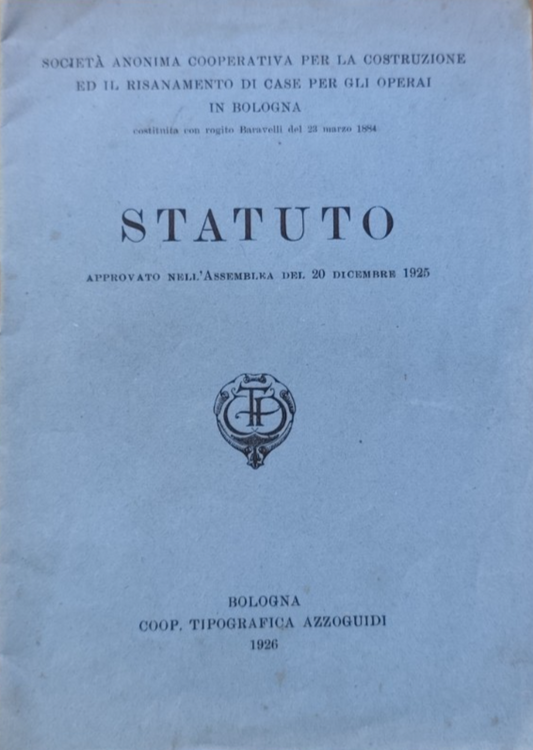 SOCIETÀ ANONIMA COOPERATIVA PER LA COSTRUZIONE
ED IL RISANAMENTO DI CASE PER GLI OPERAI
IN BOLOGNA
costituita con rogito Baravelli del 23 marzo 1884
STATUTO
APPROVATO NELL'ASSEMBLEA DEL 20 DICEMBRE 1925
BOLOGNA
COOP. TIPOGRAFICA AZZOGUIDI
1926